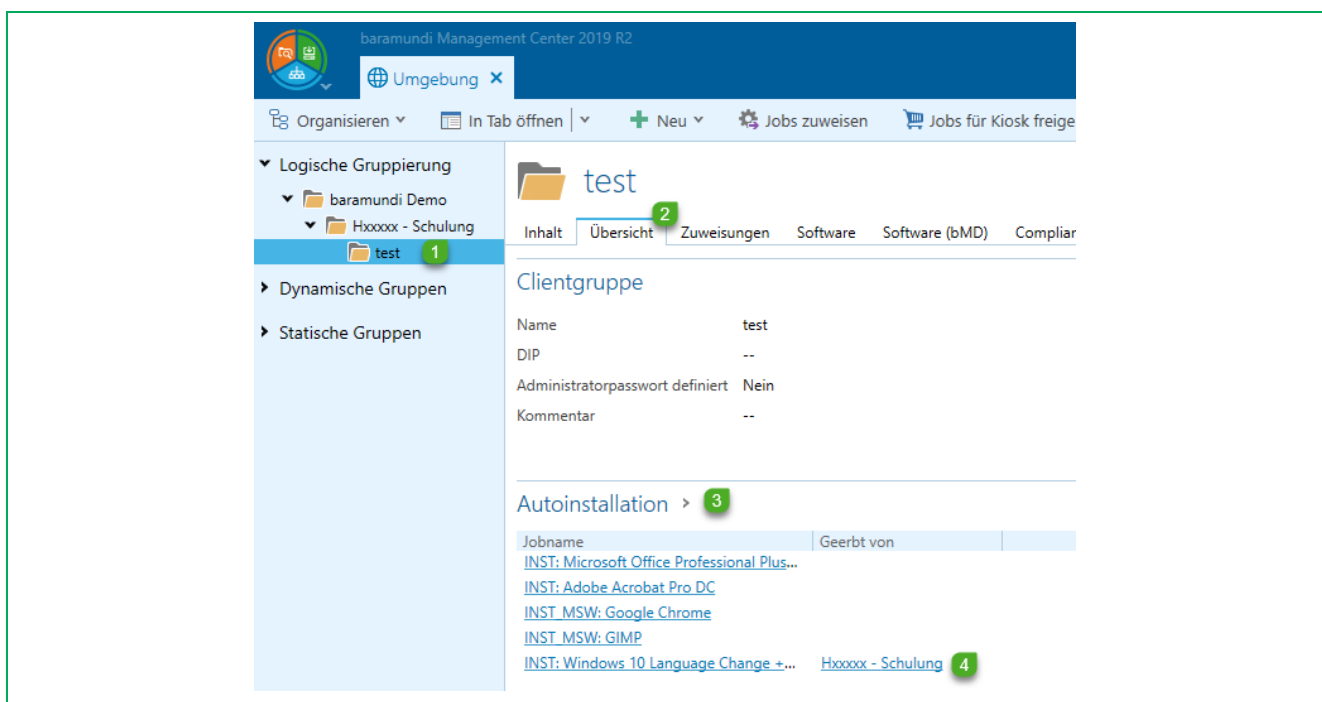 baramundi Management Center 2019 R2
Umgebung
Organisieren In Tab öffnen Neu Jobs zuweisen Jobs für Kiosk freige
Logische Gruppierung
baramundi Demo
Hxxxxx - Schulung
test 1
Dynamische Gruppen
Statische Gruppen
test
2
Inhalt Übersicht Zuweisungen Software Software (bMD) Complian
Clientgruppe
Name test
DIP --
Administratorpasswort definiert Nein
Kommentar --
Autoinstallation 3
Jobname Geerbt von
INST: Microsoft Office Professional Plus...
INST: Adobe Acrobat Pro DC
INST_MSW: Google Chrome
INST_MSW: GIMP
INST: Windows 10 Language Change +... Hxxxxx - Schulung 4